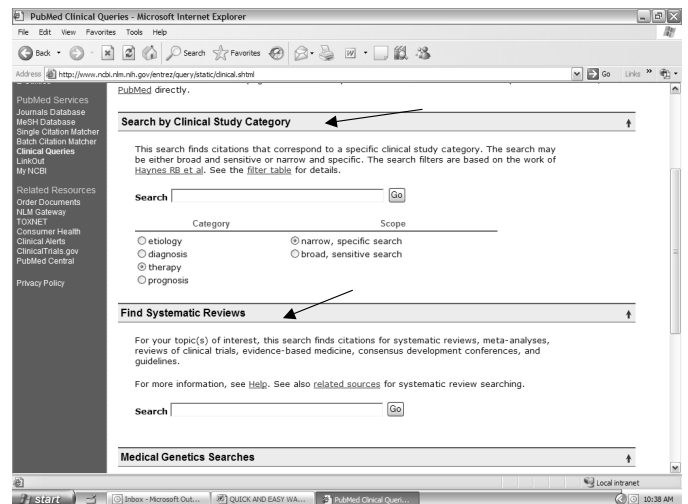 PubMed Clinical Queries - Microsoft Internet Explorer
File Edit View Favorites Tools Help
Back Search Favorites
Address http://www.ncbi.nlm.nih.gov/entrez/query/static/clinical.shtml Go Links »
PubMed directly.
PubMed Services
Journals Database
MeSH Database
Single Citation Matcher
Batch Citation Matcher
Clinical Queries
LinkOut
My NCBI
Related Resources
Order Documents
NLM Gateway
TOXNET
Consumer Health
Clinical Alerts
ClinicalTrials.gov
PubMed Central
Privacy Policy
Search by Clinical Study Category
This search finds citations that correspond to a specific clinical study category. The search may
be either broad and sensitive or narrow and specific. The search filters are based on the work of
Haynes RB et al. See the filter table for details.
Search Go
Category Scope
etiology narrow, specific search
diagnosis broad, sensitive search
therapy
prognosis
Find Systematic Reviews
For your topic(s) of interest, this search finds citations for systematic reviews, meta-analyses,
reviews of clinical trials, evidence-based medicine, consensus development conferences, and
guidelines.
For more information, see Help. See also related sources for systematic review searching.
Search Go
Medical Genetics Searches
Local intranet
start Inbox - Microsoft Out... QUICK AND EASY WA... PubMed Clinical Queri... 10:38 AM